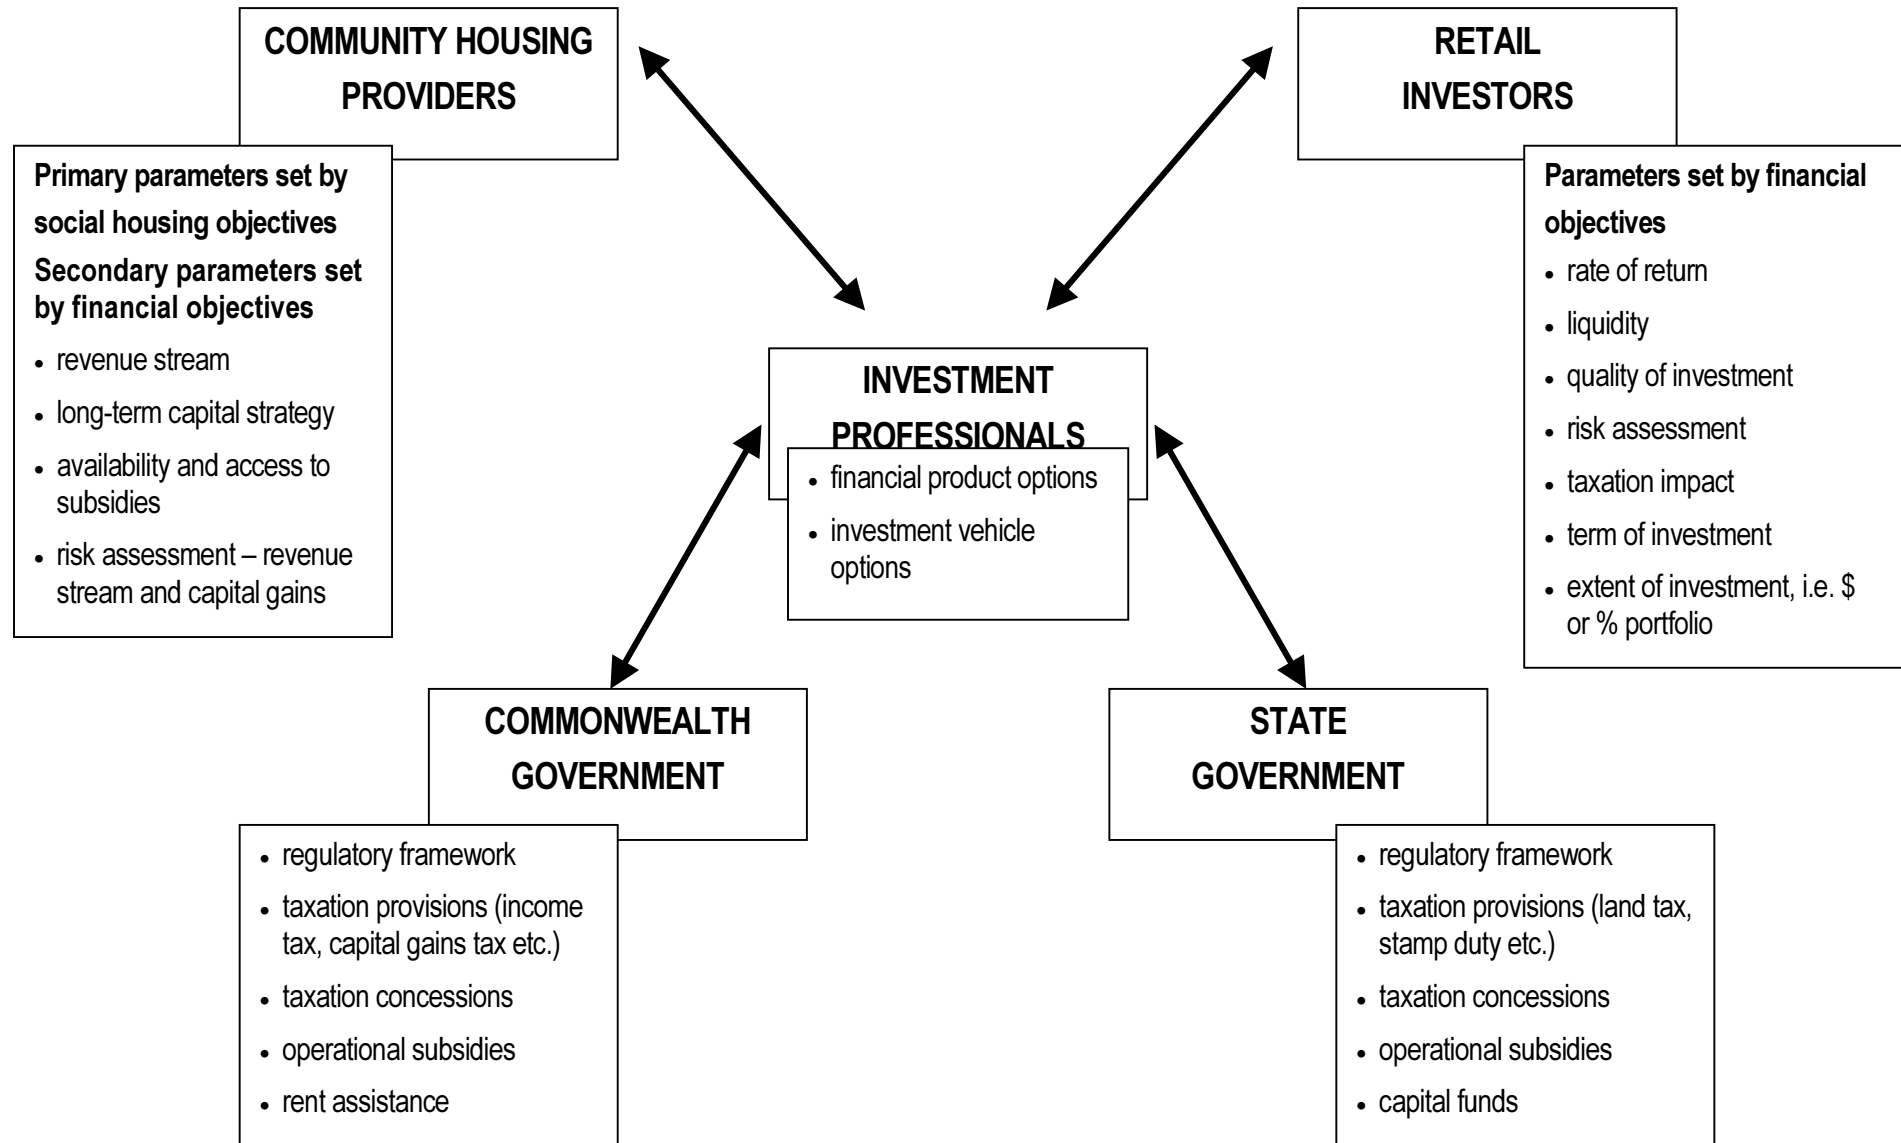 COMMUNITY HOUSING
PROVIDERS
Primary parameters set by
social housing objectives
Secondary parameters set
by financial objectives
• revenue stream
• long-term capital strategy
• availability and access to
subsidies
• risk assessment – revenue
stream and capital gains
RETAIL
INVESTORS
Parameters set by financial
objectives
• rate of return
• liquidity
• quality of investment
• risk assessment
• taxation impact
• term of investment
• extent of investment, i.e. $
or % portfolio
INVESTMENT
PROFESSIONALS
• financial product options
• investment vehicle
options
COMMONWEALTH
GOVERNMENT
• regulatory framework
• taxation provisions (income
tax, capital gains tax etc.)
• taxation concessions
• operational subsidies
• rent assistance
STATE
GOVERNMENT
• regulatory framework
• taxation provisions (land tax,
stamp duty etc.)
• taxation concessions
• operational subsidies
• capital funds